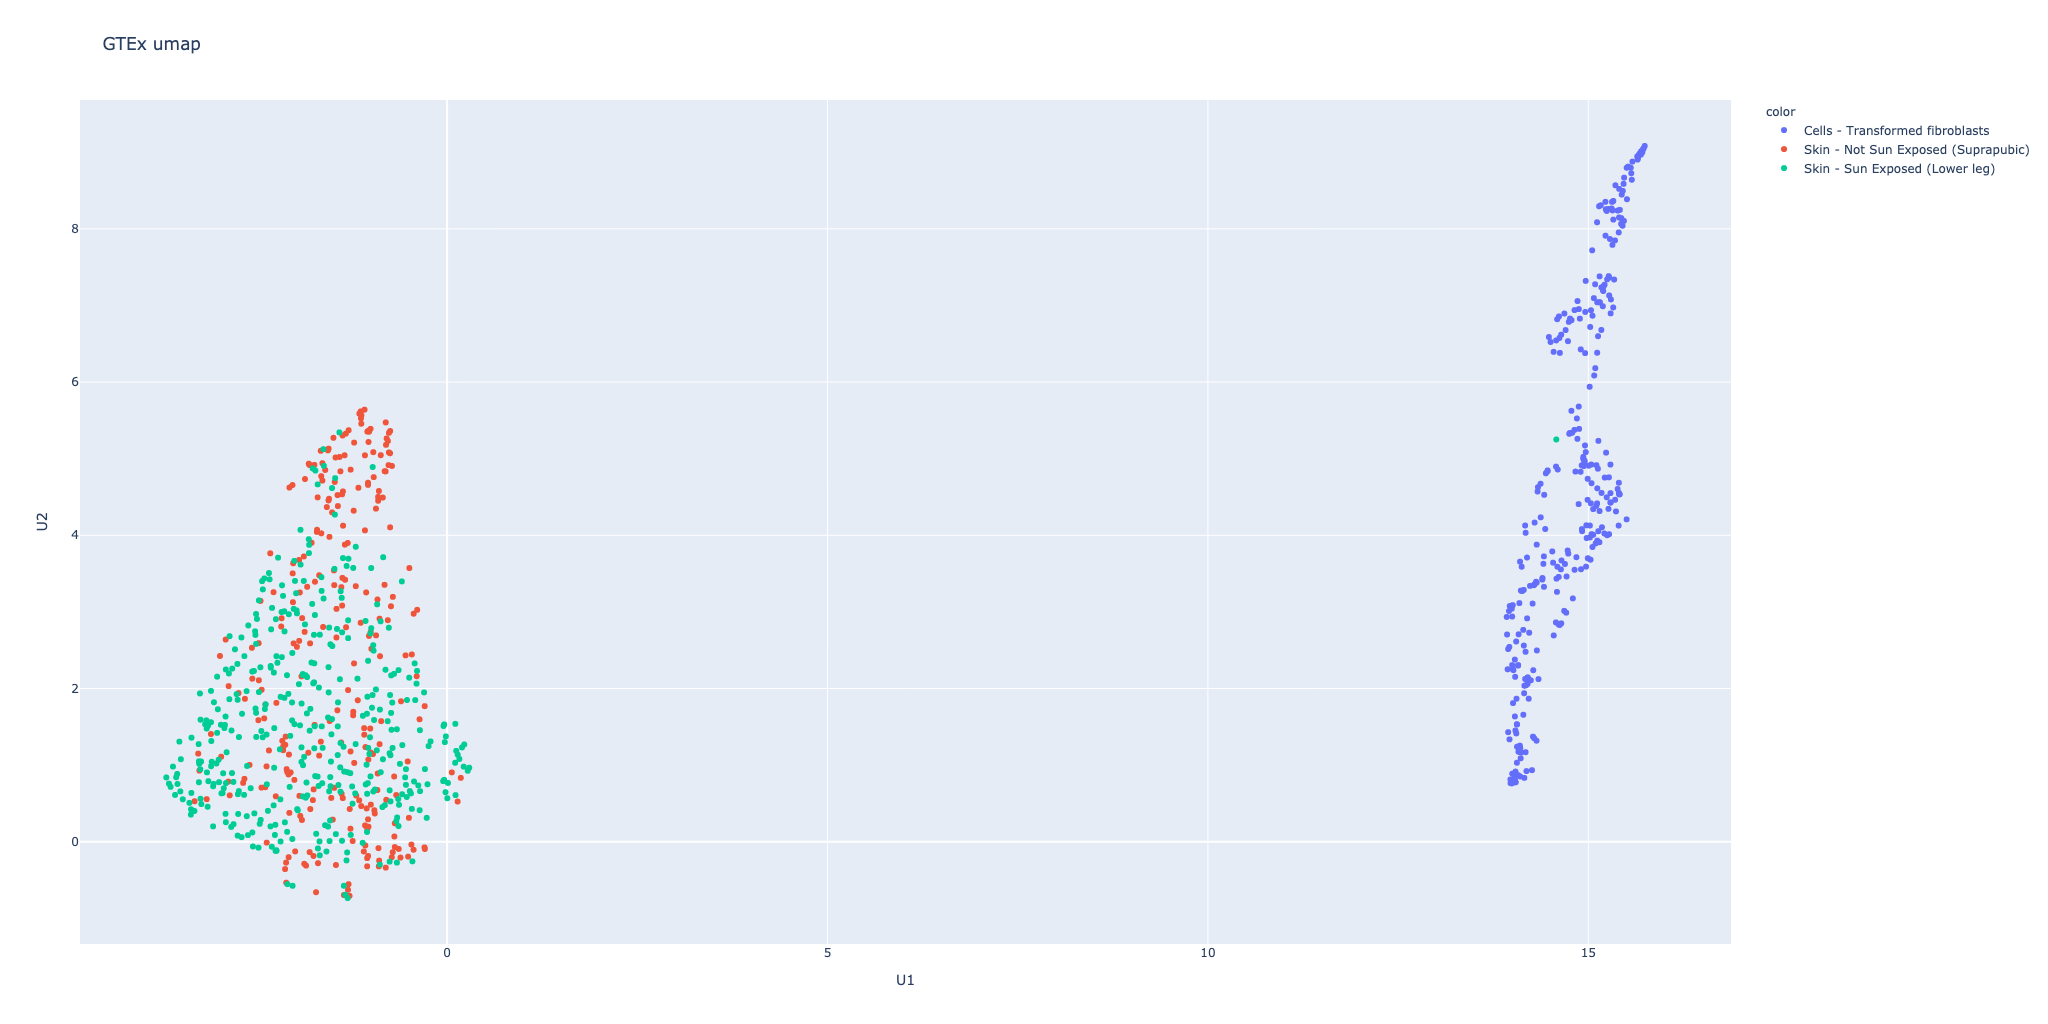 GTEx umap
color
Cells - Transformed fibroblasts
Skin - Not Sun Exposed (Suprapubic)
Skin - Sun Exposed (Lower leg)
8
6
4
2
0
U2
0
5
10
15
U1